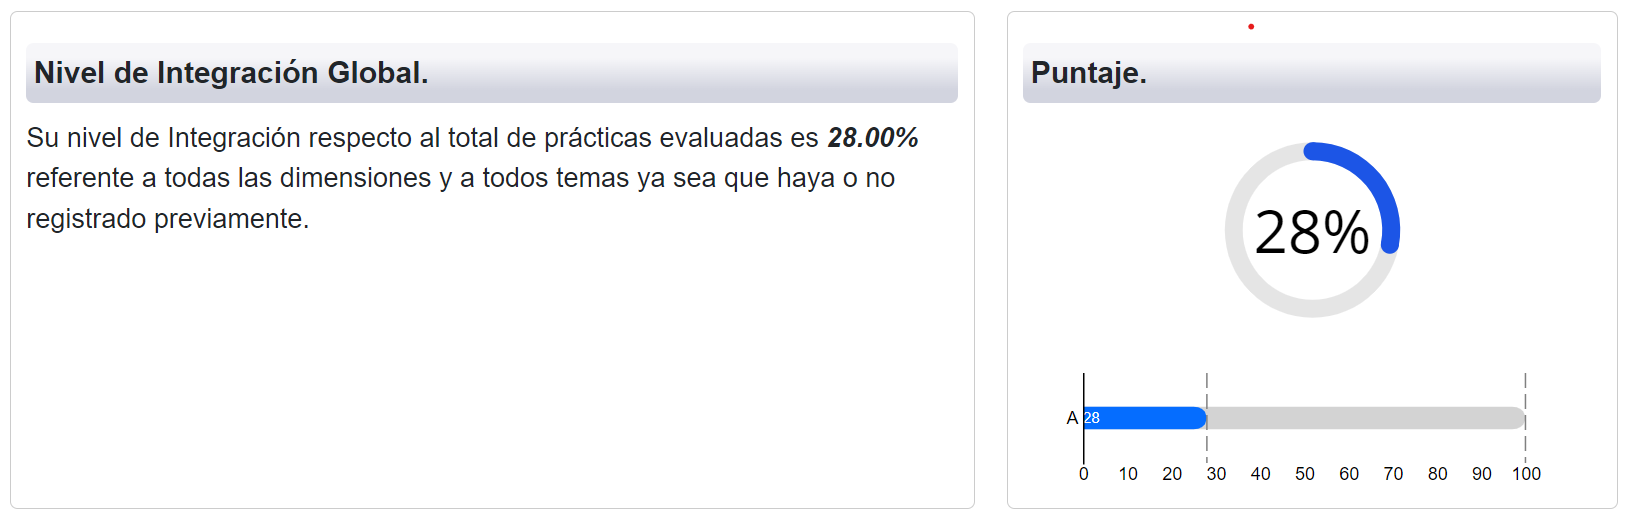 Nivel de Integración Global.
Su nivel de Integración respecto al total de prácticas evaluadas es 28.00%
referente a todas las dimensiones y a todos temas ya sea que haya o no
registrado previamente.
Puntaje.
28%
A 28
0 10 20 30 40 50 60 70 80 90 100